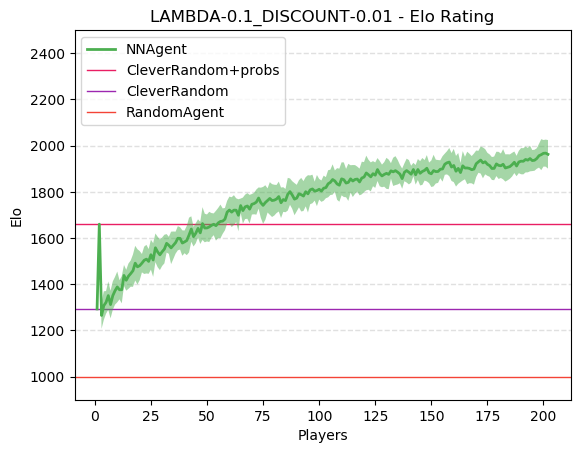 LAMBDA-0.1_DISCOUNT-0.01 - Elo Rating
NNAgent
CleverRandom+probs
CleverRandom
RandomAgent
Elo
2400
2200
2000
1800
1600
1400
1200
1000
0 25 50 75 100 125 150 175 200
Players